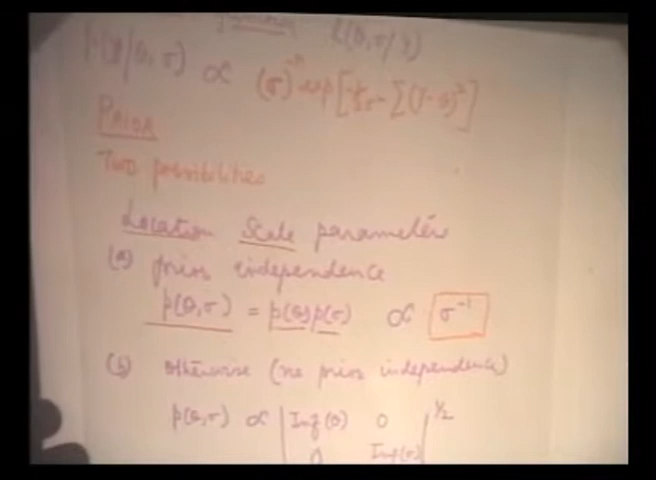 l(θ, σ/y)
p(y/θ, σ) ∝ (σ)⁻ⁿ exp[-½σ⁻ Σ(y-θ)²]
PRIOR
Two possibilities
Location Scale parameters
(a) prior independence
p(θ,σ) = p(θ)p(σ) ∝ σ⁻¹
(b) otherwise (no prior independence)
p(θ,σ) ∝ | Inf(θ) 0 |^1/2
0 Inf(σ)